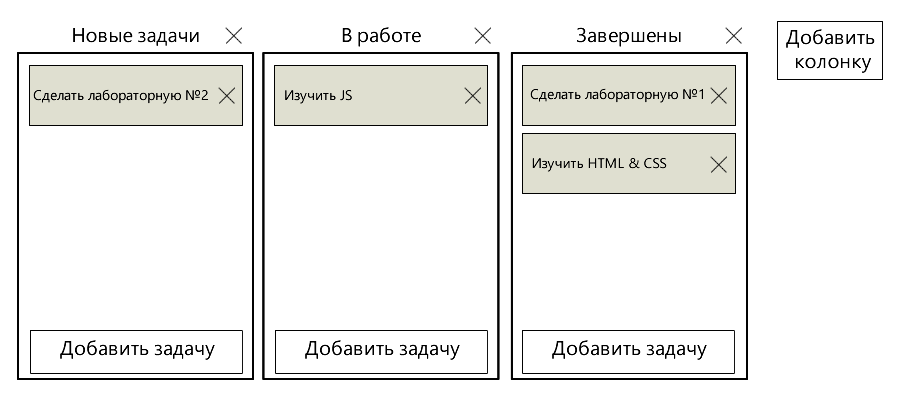 Новые задачи
В работе
Завершены
Добавить
колонку
Сделать лабораторную №2
Изучить JS
Сделать лабораторную №1
Изучить HTML & CSS
Добавить задачу
Добавить задачу
Добавить задачу